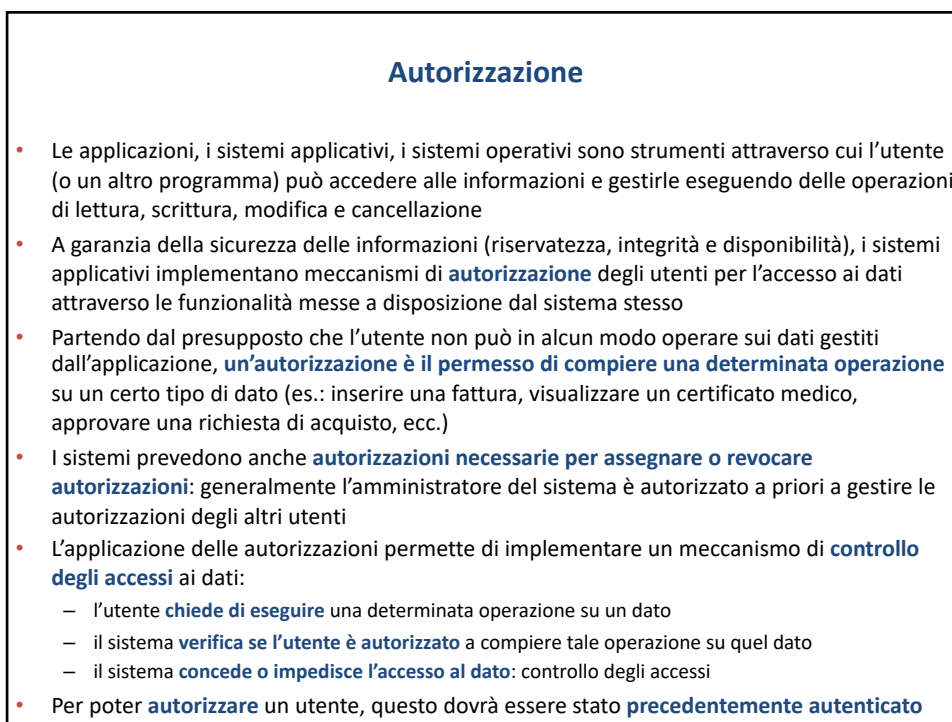 Autorizzazione
• Le applicazioni, i sistemi applicativi, i sistemi operativi sono strumenti attraverso cui l’utente
(o un altro programma) può accedere alle informazioni e gestirle eseguendo delle operazioni
di lettura, scrittura, modifica e cancellazione
• A garanzia della sicurezza delle informazioni (riservatezza, integrità e disponibilità), i sistemi
applicativi implementano meccanismi di autorizzazione degli utenti per l’accesso ai dati
attraverso le funzionalità messe a disposizione dal sistema stesso
• Partendo dal presupposto che l’utente non può in alcun modo operare sui dati gestiti
dall’applicazione, un’autorizzazione è il permesso di compiere una determinata operazione
su un certo tipo di dato (es.: inserire una fattura, visualizzare un certificato medico,
approvare una richiesta di acquisto, ecc.)
• I sistemi prevedono anche autorizzazioni necessarie per assegnare o revocare
autorizzazioni: generalmente l’amministratore del sistema è autorizzato a priori a gestire le
autorizzazioni degli altri utenti
• L’applicazione delle autorizzazioni permette di implementare un meccanismo di controllo
degli accessi ai dati:
– l’utente chiede di eseguire una determinata operazione su un dato
– il sistema verifica se l’utente è autorizzato a compiere tale operazione su quel dato
– il sistema concede o impedisce l’accesso al dato: controllo degli accessi
• Per poter autorizzare un utente, questo dovrà essere stato precedentemente autenticato